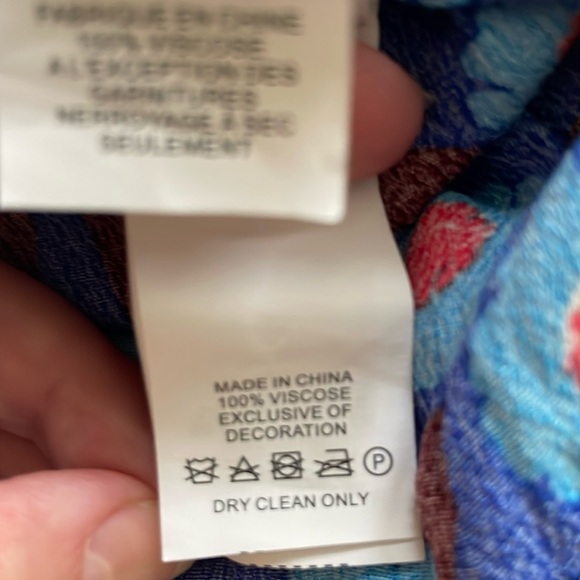 FABRIQUE EN CHINE
100% VISCOSE
A L'EXCEPTION DES
GARNITURES
NERROYAGE À SEC
SEULEMENT
MADE IN CHINA
100% VISCOSE
EXCLUSIVE OF
DECORATION
P
DRY CLEAN ONLY